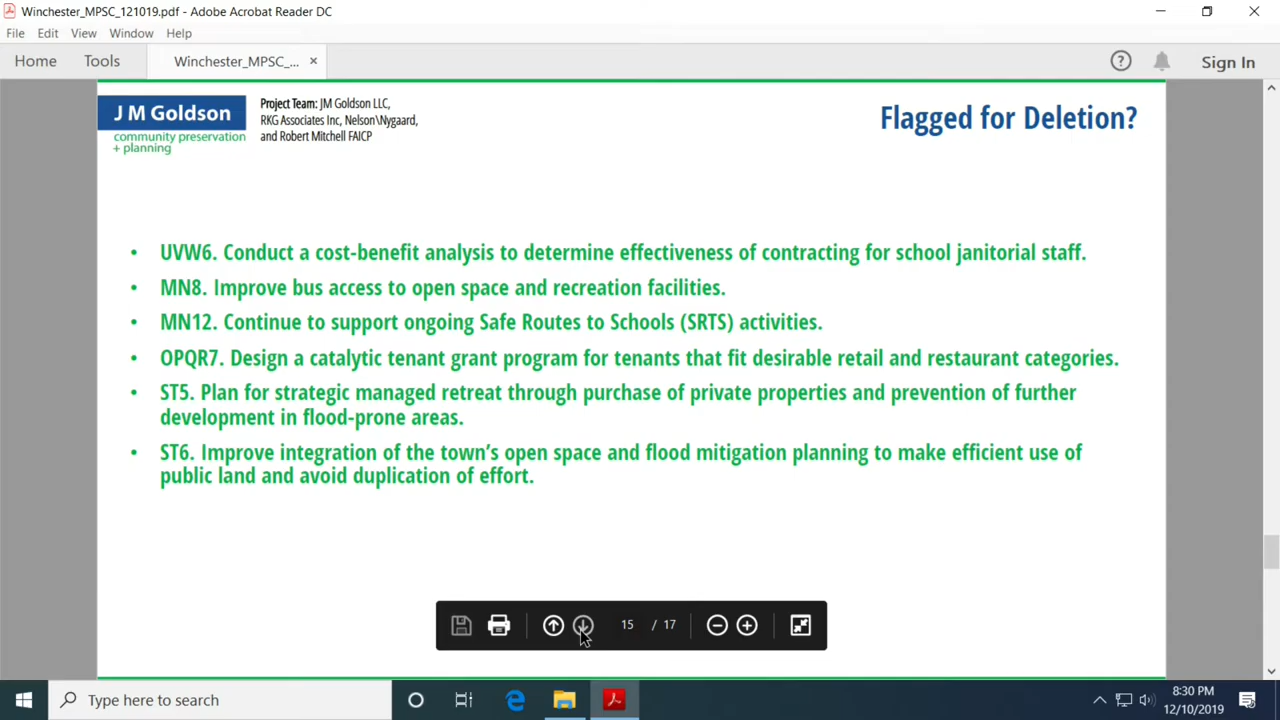 Winchester_MPSC_121019.pdf - Adobe Acrobat Reader DC
File Edit View Window Help
Home Tools Winchester_MPSC_... × ? Sign In
J M Goldson
community preservation
+ planning
Project Team: JM Goldson LLC,
RKG Associates Inc, Nelson\Nygaard,
and Robert Mitchell FAICP
Flagged for Deletion?
• UVW6. Conduct a cost-benefit analysis to determine effectiveness of contracting for school janitorial staff.
• MN8. Improve bus access to open space and recreation facilities.
• MN12. Continue to support ongoing Safe Routes to Schools (SRTS) activities.
• OPQR7. Design a catalytic tenant grant program for tenants that fit desirable retail and restaurant categories.
• ST5. Plan for strategic managed retreat through purchase of private properties and prevention of further
development in flood-prone areas.
• ST6. Improve integration of the town's open space and flood mitigation planning to make efficient use of
public land and avoid duplication of effort.
15 / 17
Type here to search
8:30 PM
12/10/2019